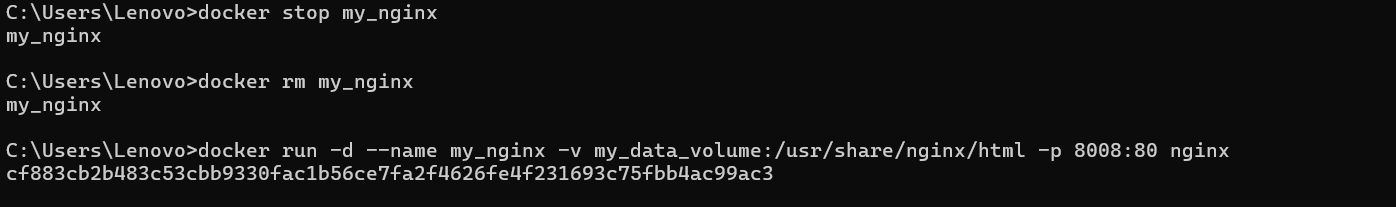 C:\Users\Lenovo>docker stop my_nginx
my_nginx
C:\Users\Lenovo>docker rm my_nginx
my_nginx
C:\Users\Lenovo>docker run -d --name my_nginx -v my_data_volume:/usr/share/nginx/html -p 8008:80 nginx
cf883cb2b483c53cbb9330fac1b56ce7fa2f4626fe4f231693c75fbb4ac99ac3